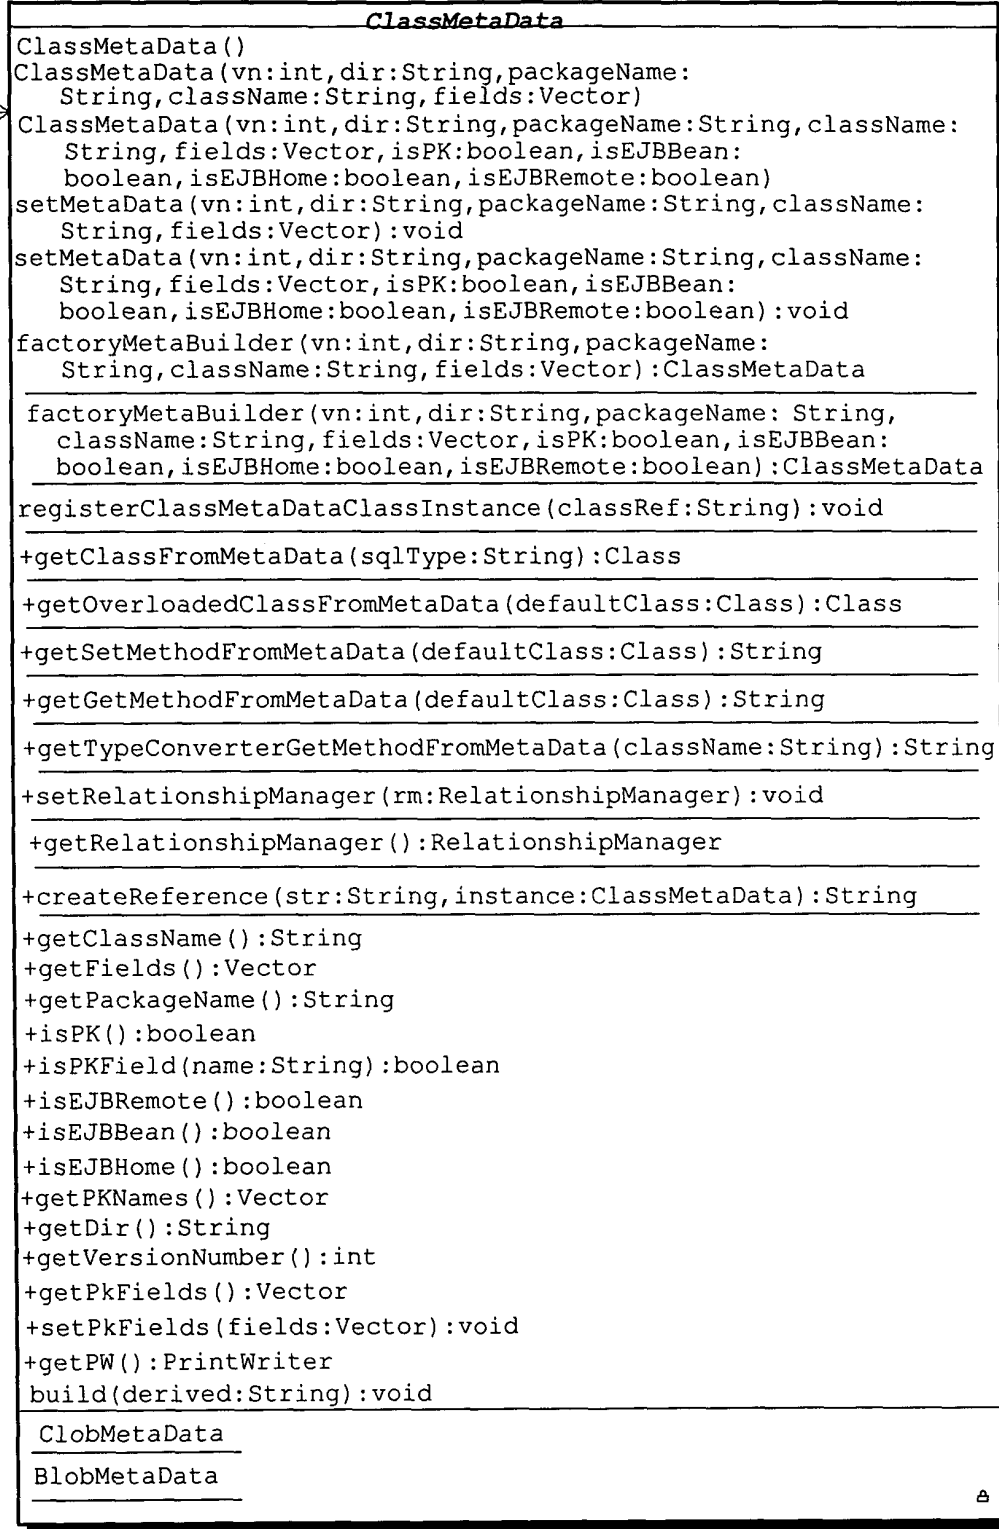 ClassMetaData
ClassMetaData()
ClassMetaData(vn:int,dir:String,packageName:
String,className:String,fields:Vector)
ClassMetaData(vn:int,dir:String,packageName:String,className:
String,fields:Vector,isPK:boolean,isEJBBean:
boolean,isEJBHome:boolean,isEJBRemote:boolean)
setMetaData(vn:int,dir:String,packageName:String,className:
String,fields:Vector):void
setMetaData(vn:int,dir:String,packageName:String,className:
String,fields:Vector,isPK:boolean,isEJBBean:
boolean,isEJBHome:boolean,isEJBRemote:boolean):void
factoryMetaBuilder(vn:int,dir:String,packageName:
String,className:String,fields:Vector):ClassMetaData
factoryMetaBuilder(vn:int,dir:String,packageName: String,
className:String,fields:Vector,isPK:boolean,isEJBBean:
boolean,isEJBHome:boolean,isEJBRemote:boolean):ClassMetaData
registerClassMetaDataClassInstance(classRef:String):void
+getClassFromMetaData(sqlType:String):Class
+getOverloadedClassFromMetaData(defaultClass:Class):Class
+getSetMethodFromMetaData(defaultClass:Class):String
+getGetMethodFromMetaData(defaultClass:Class):String
+getTypeConverterGetMethodFromMetaData(className:String):String
+setRelationshipManager(rm:RelationshipManager):void
+getRelationshipManager():RelationshipManager
+createReference(str:String,instance:ClassMetaData):String
+getClassName():String
+getFields():Vector
+getPackageName():String
+isPK():boolean
+isPKField(name:String):boolean
+isEJBRemote():boolean
+isEJBBean():boolean
+isEJBHome():boolean
+getPKNames():Vector
+getDir():String
+getVersionNumber():int
+getPkFields():Vector
+setPkFields(fields:Vector):void
+getPW():PrintWriter
build(derived:String):void
ClobMetaData
BlobMetaData